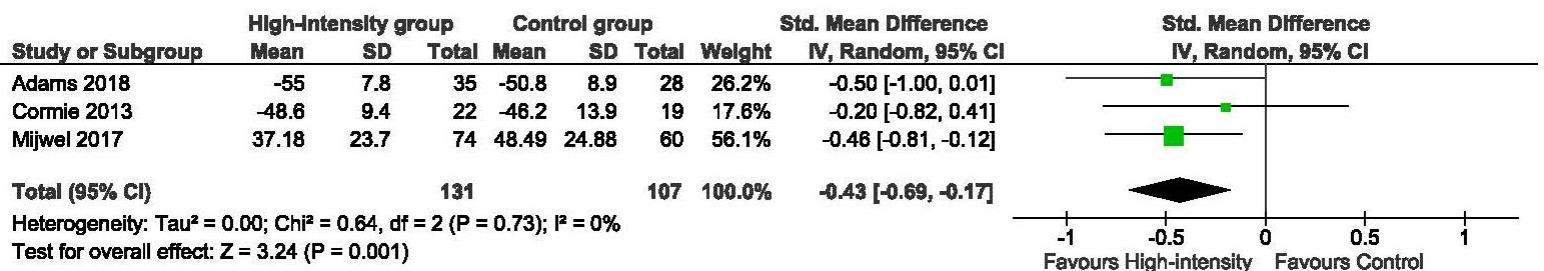 High-intensity group Control group Std. Mean Difference Std. Mean Difference
Study or Subgroup Mean SD Total Mean SD Total Weight IV, Random, 95% CI IV, Random, 95% CI
Adams 2018 -55 7.8 35 -50.8 8.9 28 26.2% -0.50 [-1.00, 0.01]
Cormie 2013 -48.6 9.4 22 -46.2 13.9 19 17.6% -0.20 [-0.82, 0.41]
Mijwel 2017 37.18 23.7 74 48.49 24.88 60 56.1% -0.46 [-0.81, -0.12]
Total (95% CI) 131 107 100.0% -0.43 [-0.69, -0.17]
Heterogeneity: Tau² = 0.00; Chi² = 0.64, df = 2 (P = 0.73); I² = 0%
Test for overall effect: Z = 3.24 (P = 0.001)
-1 -0.5 0 0.5 1
Favours High-intensity Favours Control